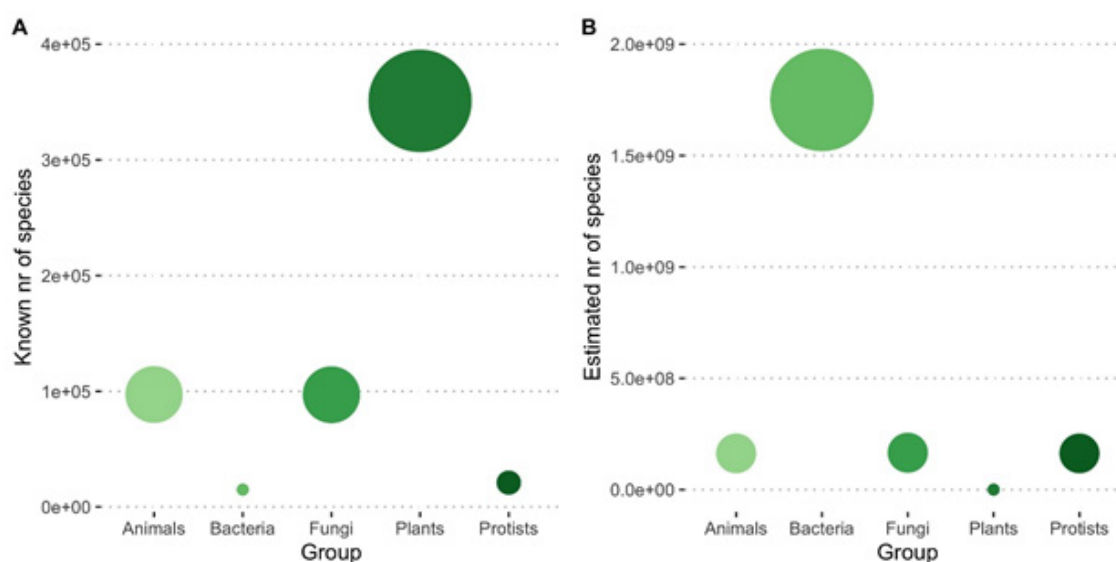 A
Known nr of species
4e+05
3e+05
2e+05
1e+05
0e+00
Animals Bacteria Fungi Plants Protists
Group
B
Estimated nr of species
2.0e+09
1.5e+09
1.0e+09
5.0e+08
0.0e+00
Animals Bacteria Fungi Plants Protists
Group